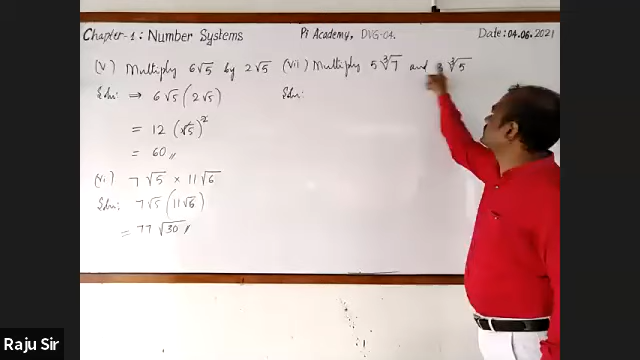 Chapter-1: Number Systems Pi Academy, DVG-04. Date: 04.06.2021
(V) Multiply 6√5 by 2√5
Soln: ⇒ 6√5 (2√5)
= 12 (√5)²
= 60 //
(Vi) 7√5 × 11√6
Soln: 7√5 (11√6)
= 77 √30 //
(Vii) Multiply 5∛7 and ∛5
Soln:
Raju Sir